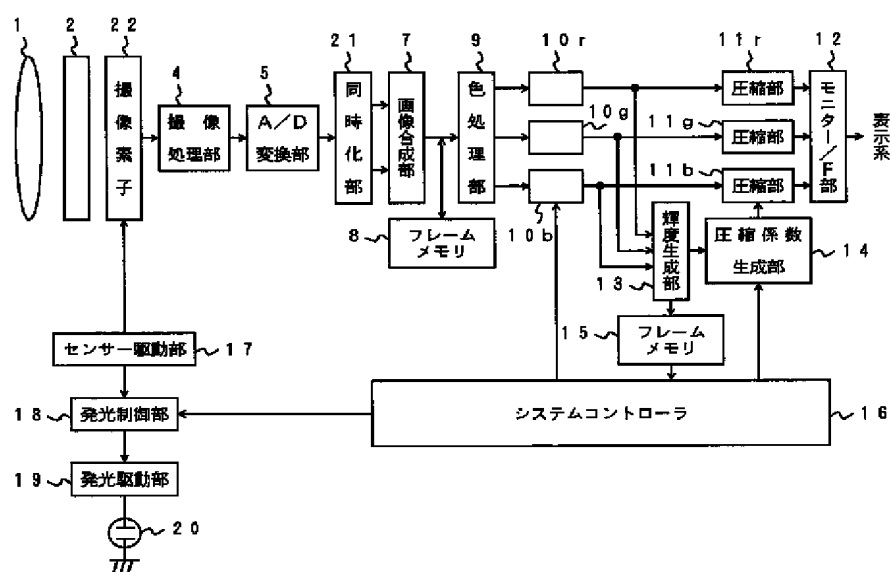 1
2
22
4
5
21
7
9
10r
11r
12
撮像素子
撮像
処理部
A/D
変換部
同時化部
画像合成部
色処理部
10g
11g
11b
10b
圧縮部
圧縮部
圧縮部
モニターI/F部
表示系
8
フレーム
メモリ
輝度生成部
13
圧縮係数
生成部
14
15
フレーム
メモリ
センサー駆動部
17
18
発光制御部
システムコントローラ
16
19
発光駆動部
20